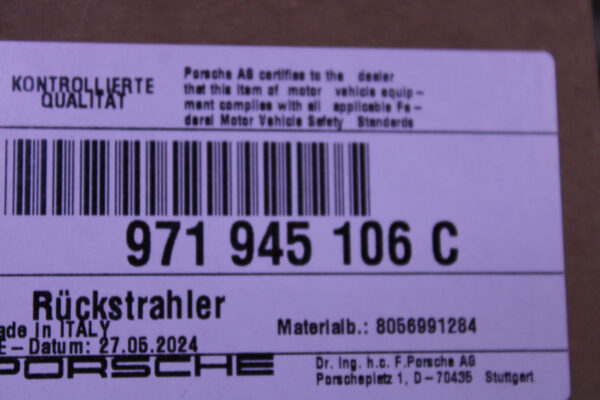 KONTROLLIERTE
QUALITÄT
Porsche AG certifies to the dealer
that this item of motor vehicle equip-
ment complies with all applicable Fe-
deral Motor Vehicle Safety Standards
971 945 106 C
Rückstrahler
ade in ITALY
Materialb.: 8056991284
E-Datum: 27.05.2024
PORSCHE
Dr. Ing. h.c. F.Porsche AG
Porscheplatz 1, D-70435 Stuttgart